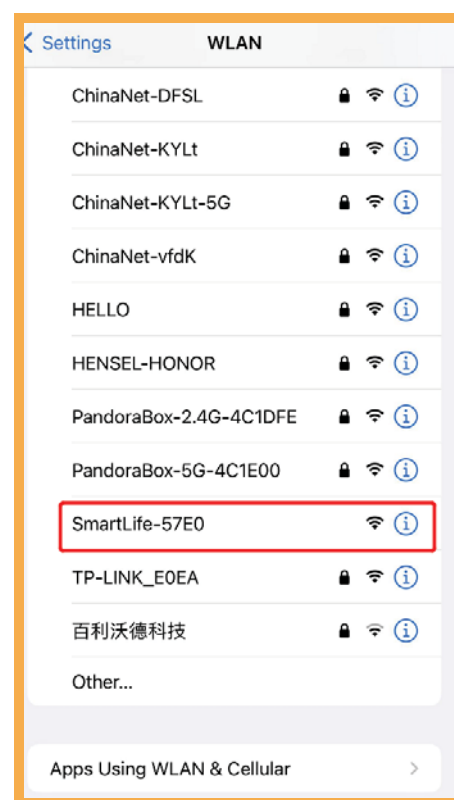 Settings WLAN
ChinaNet-DFSL
ChinaNet-KYLt
ChinaNet-KYLt-5G
ChinaNet-vfdK
HELLO
HENSEL-HONOR
PandoraBox-2.4G-4C1DFE
PandoraBox-5G-4C1E00
SmartLife-57E0
TP-LINK_E0EA
百利沃德科技
Other...
Apps Using WLAN & Cellular